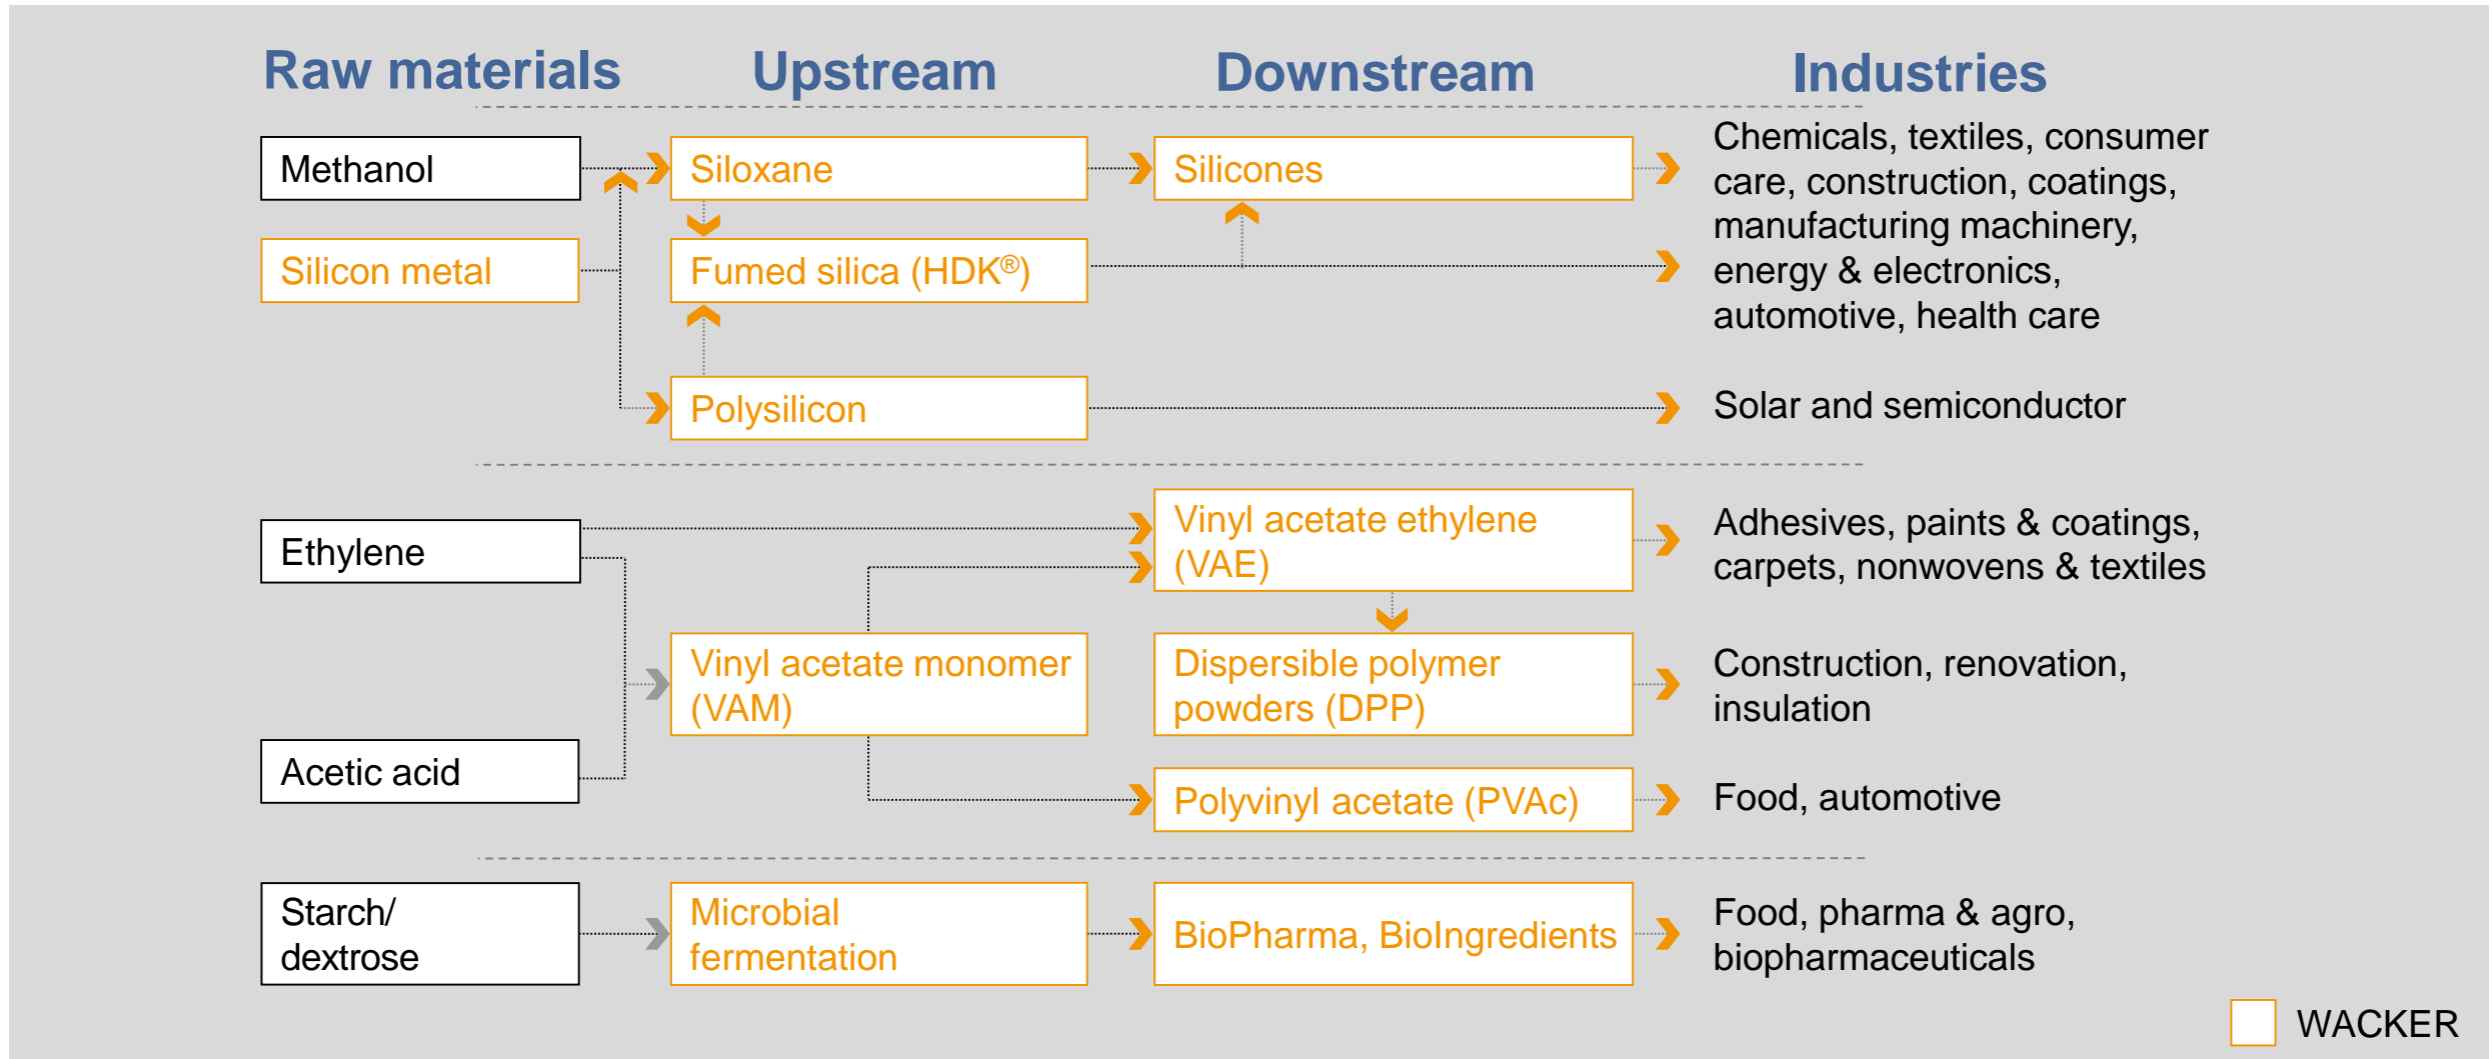 Raw materials
Upstream
Downstream
Industries
Methanol
Siloxane
Silicones
Chemicals, textiles, consumer
care, construction, coatings,
manufacturing machinery,
energy & electronics,
automotive, health care
Silicon metal
Fumed silica (HDK®)
Polysilicon
Solar and semiconductor
Ethylene
Vinyl acetate ethylene
(VAE)
Adhesives, paints & coatings,
carpets, nonwovens & textiles
Vinyl acetate monomer
(VAM)
Dispersible polymer
powders (DPP)
Construction, renovation,
insulation
Acetic acid
Polyvinyl acetate (PVAc)
Food, automotive
Starch/
dextrose
Microbial
fermentation
BioPharma, BioIngredients
Food, pharma & agro,
biopharmaceuticals
WACKER